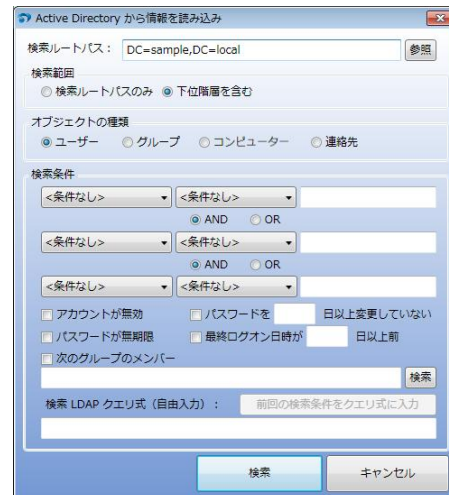 Active Directory から情報を読み込み
検索ルートパス： DC=sample,DC=local 参照
検索範囲
検索ルートパスのみ 下位階層を含む
オブジェクトの種類
ユーザー グループ コンピューター 連絡先
検索条件
<条件なし> <条件なし>
AND OR
<条件なし> <条件なし>
AND OR
<条件なし> <条件なし>
アカウントが無効 パスワードを 日以上変更していない
パスワードが無期限 最終ログオン日時が 日以上前
次のグループのメンバー
検索
検索 LDAP クエリ式（自由入力）： 前回の検索条件をクエリ式に入力
検索 キャンセル